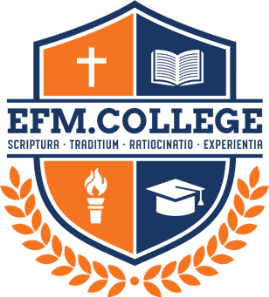 EFM.COLLEGE
SCRIPTURA · TRADITIUM · RATIOCINATIO · EXPERIENTIA